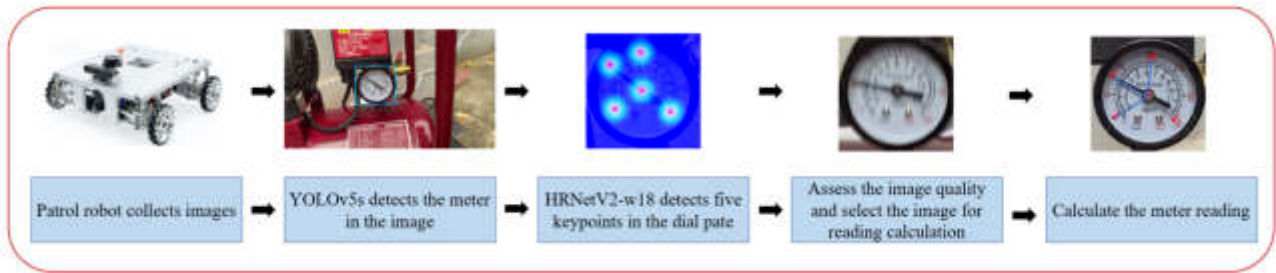 Patrol robot collects images
YOLOv5s detects the meter
in the image
HRNetV2-w18 detects five
keypoints in the dial pate
Assess the image quality
and select the image for
reading calculation
Calculate the meter reading